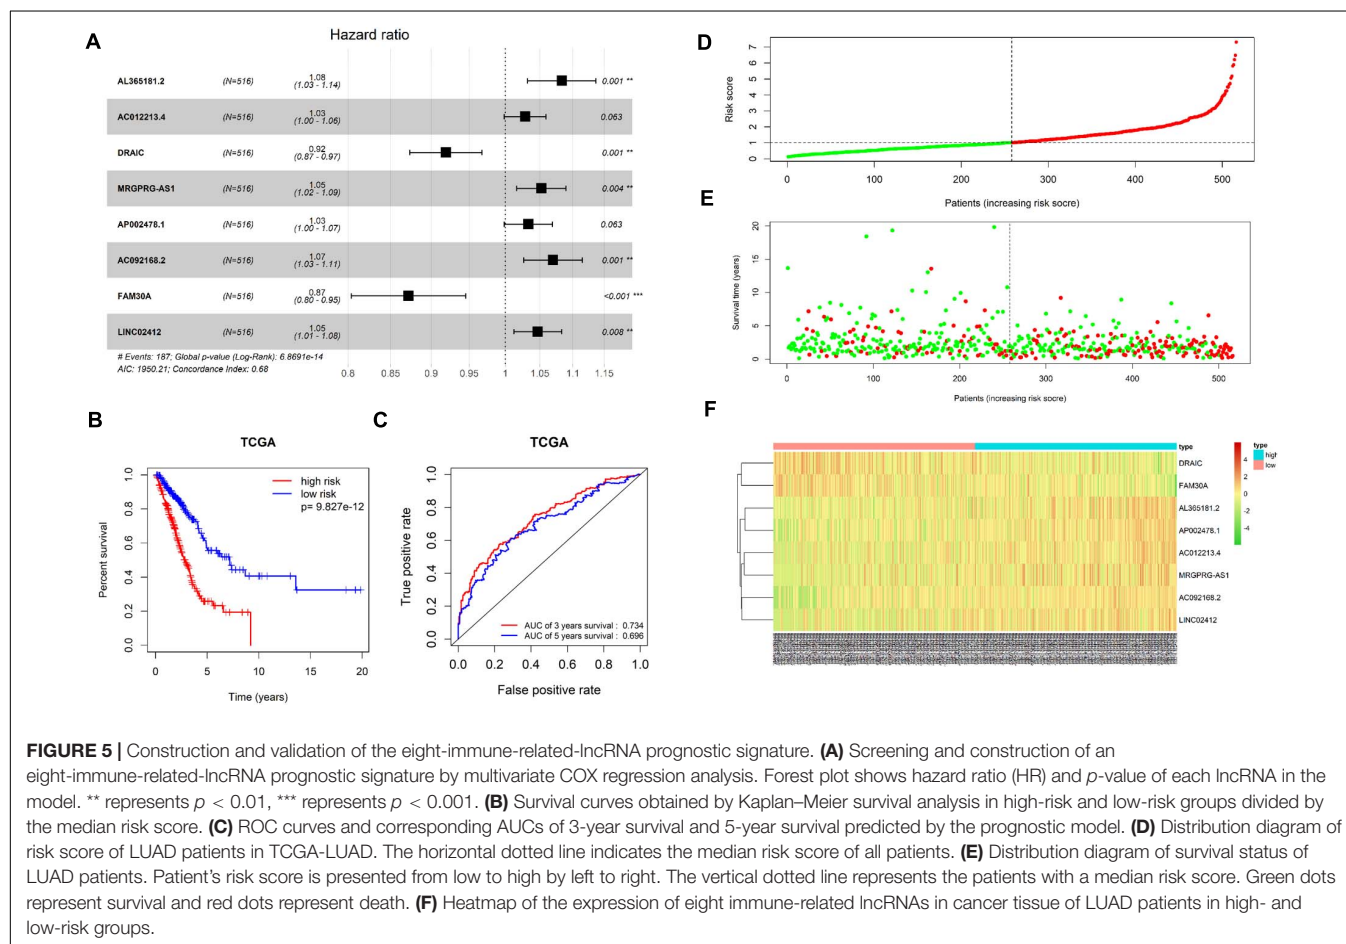 A
Hazard ratio
AL365181.2 (N=516) 1.08 (1.03 - 1.14) 0.001 **
AC012213.4 (N=516) 1.03 (1.00 - 1.06) 0.063
DRAIC (N=516) 0.92 (0.87 - 0.97) 0.001 **
MRGPRG-AS1 (N=516) 1.05 (1.02 - 1.09) 0.004 **
AP002478.1 (N=516) 1.03 (1.00 - 1.07) 0.063
AC092168.2 (N=516) 1.07 (1.03 - 1.11) 0.001 **
FAM30A (N=516) 0.87 (0.80 - 0.95) <0.001 ***
LINC02412 (N=516) 1.05 (1.01 - 1.08) 0.008 **
# Events: 187; Global p-value (Log-Rank): 6.8691e-14
AIC: 1950.21; Concordance Index: 0.68
0.8 0.85 0.9 0.95 1 1.05 1.1 1.15
B
TCGA
high risk
low risk
p= 9.827e-12
Percent survival
0.0 0.2 0.4 0.6 0.8 1.0
0 5 10 15 20
Time (years)
C
TCGA
True positive rate
0.0 0.2 0.4 0.6 0.8 1.0
AUC of 3 years survival : 0.734
AUC of 5 years survival : 0.696
0.0 0.2 0.4 0.6 0.8 1.0
False positive rate
D
Risk score
0 1 2 3 4 5 6 7
0 100 200 300 400 500
Patients (increasing risk socre)
E
Survival time (years)
0 5 10 15 20
0 100 200 300 400 500
Patients (increasing risk socre)
F
type
DRAIC
FAM30A
AL365181.2
AP002478.1
AC012213.4
MRGPRG-AS1
AC092168.2
LINC02412
4
2
0
-2
-4
type
high
low
FIGURE 5 | Construction and validation of the eight-immune-related-lncRNA prognostic signature. (A) Screening and construction of an
eight-immune-related-lncRNA prognostic signature by multivariate COX regression analysis. Forest plot shows hazard ratio (HR) and p-value of each lncRNA in the
model. ** represents p < 0.01, *** represents p < 0.001. (B) Survival curves obtained by Kaplan–Meier survival analysis in high-risk and low-risk groups divided by
the median risk score. (C) ROC curves and corresponding AUCs of 3-year survival and 5-year survival predicted by the prognostic model. (D) Distribution diagram of
risk score of LUAD patients in TCGA-LUAD. The horizontal dotted line indicates the median risk score of all patients. (E) Distribution diagram of survival status of
LUAD patients. Patient's risk score is presented from low to high by left to right. The vertical dotted line represents the patients with a median risk score. Green dots
represent survival and red dots represent death. (F) Heatmap of the expression of eight immune-related lncRNAs in cancer tissue of LUAD patients in high- and
low-risk groups.